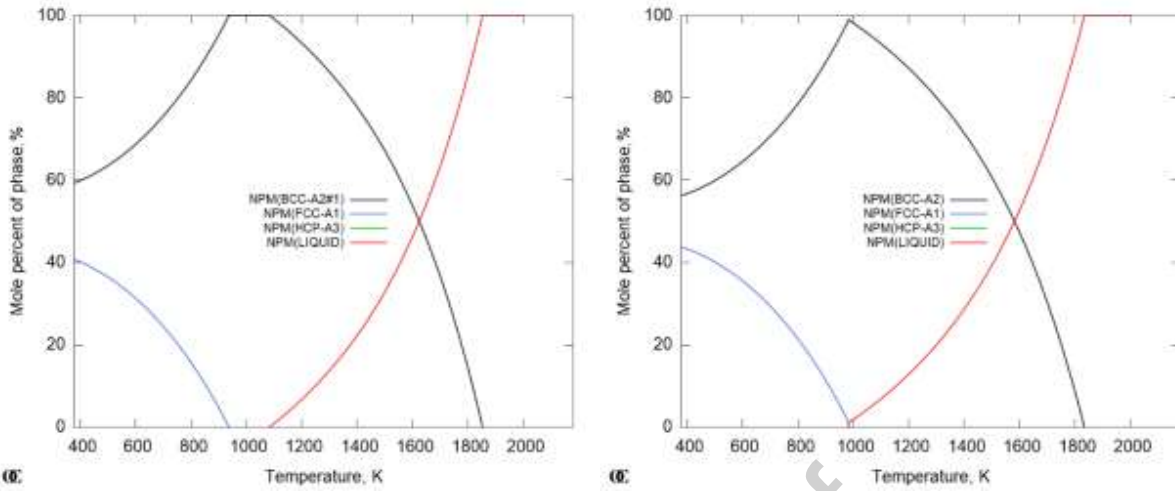 100
80
60
40
20
0
Mole percent of phase, %
NPM(BCC-A2#1)
NPM(FCC-A1)
NPM(HCP-A3)
NPM(LIQUID)
400 600 800 1000 1200 1400 1600 1800 2000
Temperature, K
100
80
60
40
20
0
Mole percent of phase, %
NPM(BCC-A2)
NPM(FCC-A1)
NPM(HCP-A3)
NPM(LIQUID)
400 600 800 1000 1200 1400 1600 1800 2000
Temperature, K